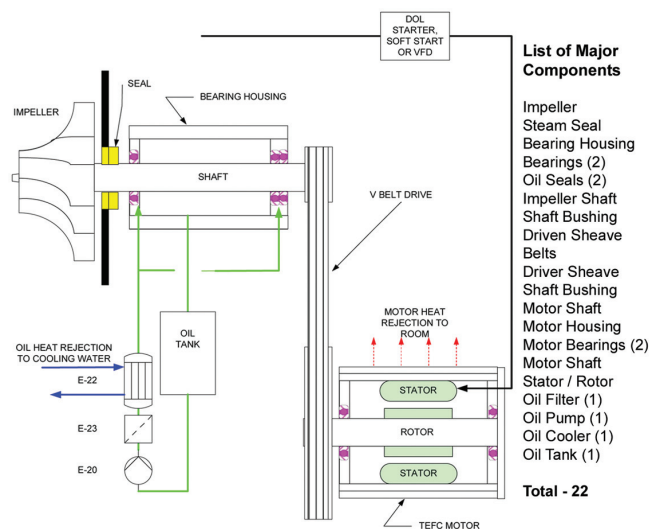 DOL
STARTER,
SOFT START
OR VFD
List of Major
Components
SEAL
BEARING HOUSING
IMPELLER
Impeller
Steam Seal
Bearing Housing
Bearings (2)
Oil Seals (2)
Impeller Shaft
Shaft Bushing
Driven Sheave
Belts
Driver Sheave
Shaft Bushing
Motor Shaft
Motor Housing
Motor Bearings (2)
Motor Shaft
Stator / Rotor
Oil Filter (1)
Oil Pump (1)
Oil Cooler (1)
Oil Tank (1)
Total - 22
SHAFT
V BELT DRIVE
MOTOR HEAT
REJECTION TO
ROOM
OIL
TANK
OIL HEAT REJECTION
TO COOLING WATER
E-22
E-23
E-20
STATOR
ROTOR
STATOR
TEFC MOTOR